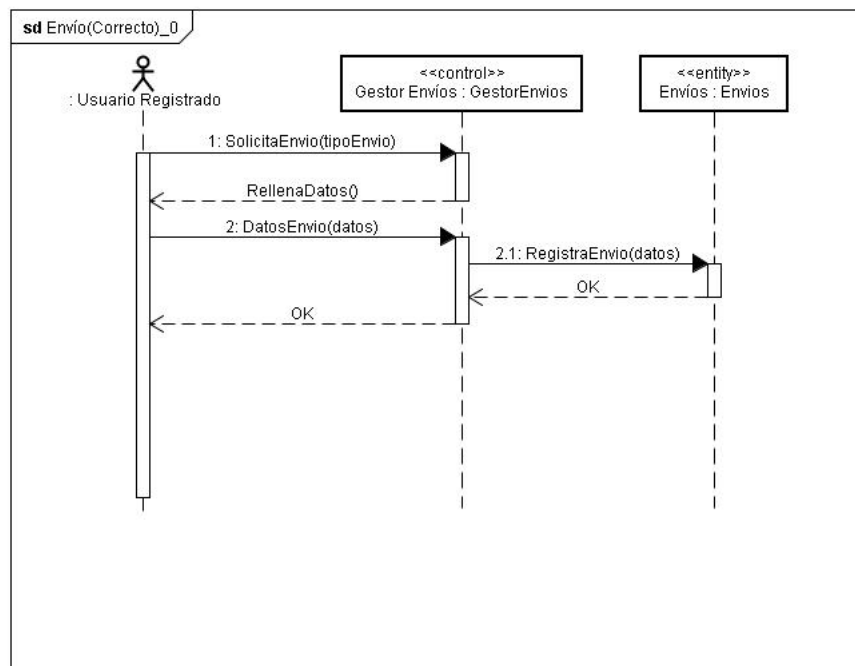 sd Envío(Correcto)_0
<<control>>
<<entity>>
: Usuario Registrado
Gestor Envíos : GestorEnvios
Envíos : Envios
1: SolicitaEnvio(tipoEnvio)
RellenaDatos()
2: DatosEnvio(datos)
2.1: RegistraEnvio(datos)
OK
OK